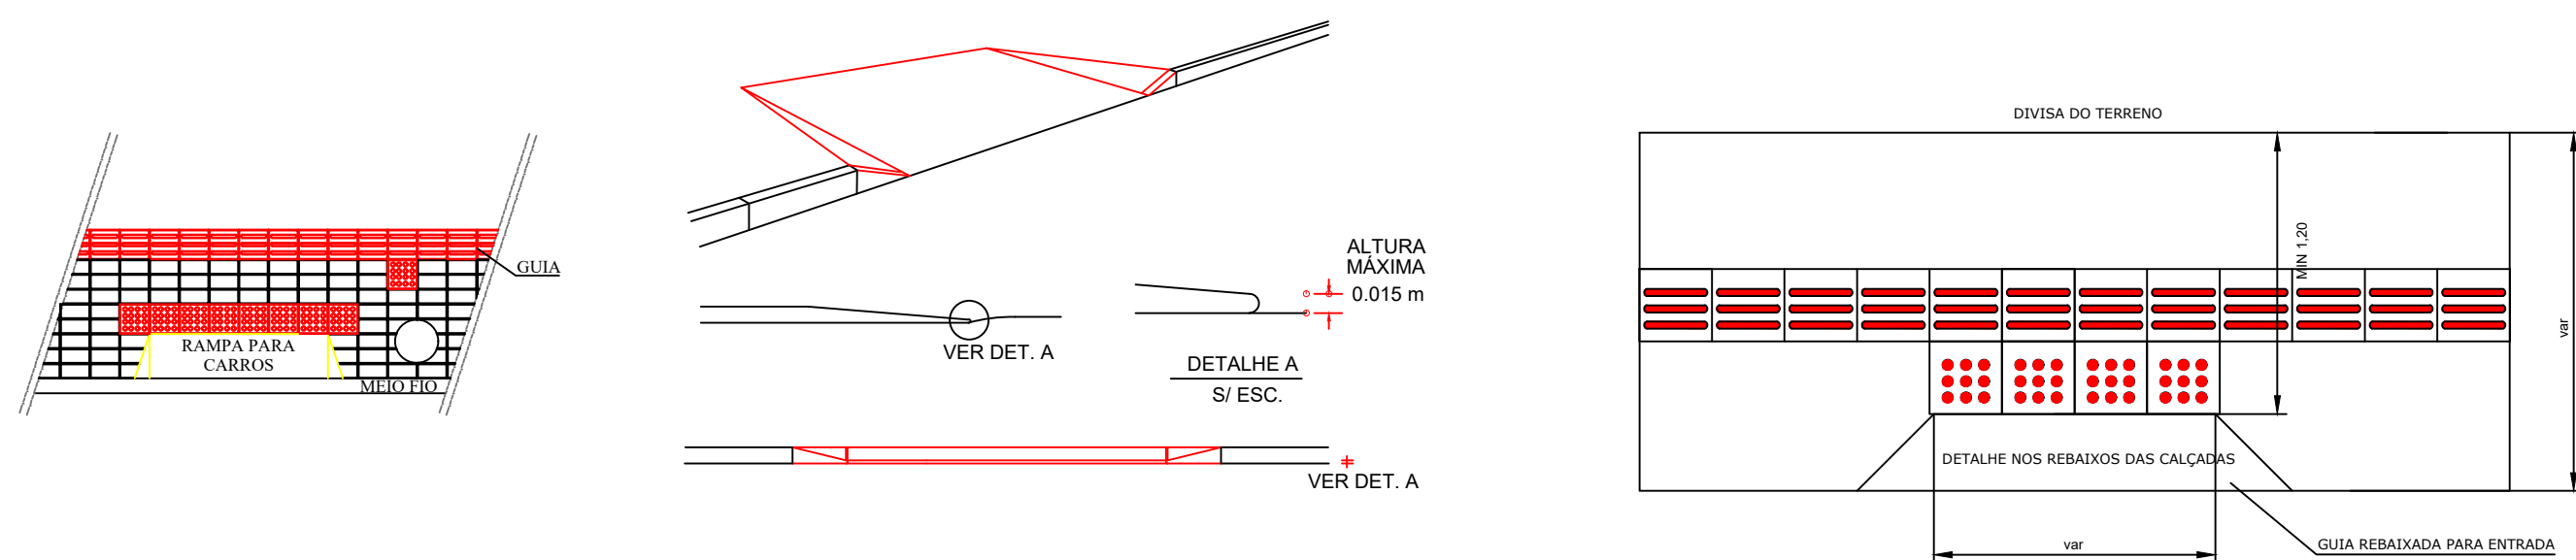 GUIA
RAMPA PARA
CARROS
MEIO FIO
VER DET. A
ALTURA
MÁXIMA
0.015 m
DETALHE A
S/ ESC.
VER DET. A
DIVISA DO TERRENO
MIN 1,20
var
DETALHE NOS REBAIXOS DAS CALÇADAS
GUIA REBAIXADA PARA ENTRADA
var